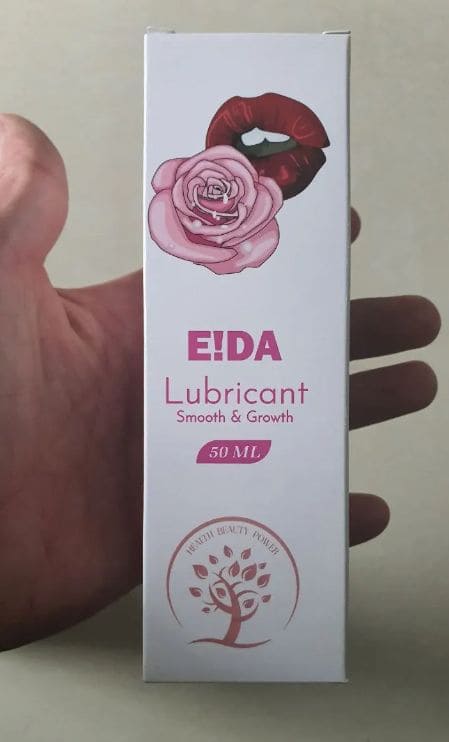 E!DA
Lubricant
Smooth & Growth
50 ML
HEALTH BEAUTY POWER